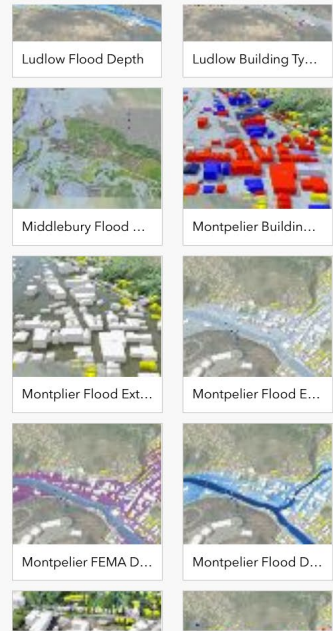 Ludlow Flood Depth
Ludlow Building Ty...
Middlebury Flood ...
Montpelier Buildin...
Montplier Flood Ext...
Montpelier Flood E...
Montpelier FEMA D...
Montpelier Flood D...